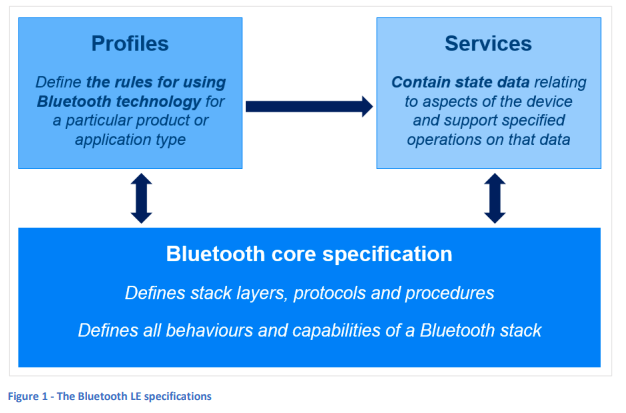 Profiles
Define the rules for using
Bluetooth technology for
a particular product or
application type
Services
Contain state data relating
to aspects of the device
and support specified
operations on that data
Bluetooth core specification
Defines stack layers, protocols and procedures
Defines all behaviours and capabilities of a Bluetooth stack
Figure 1 - The Bluetooth LE specifications